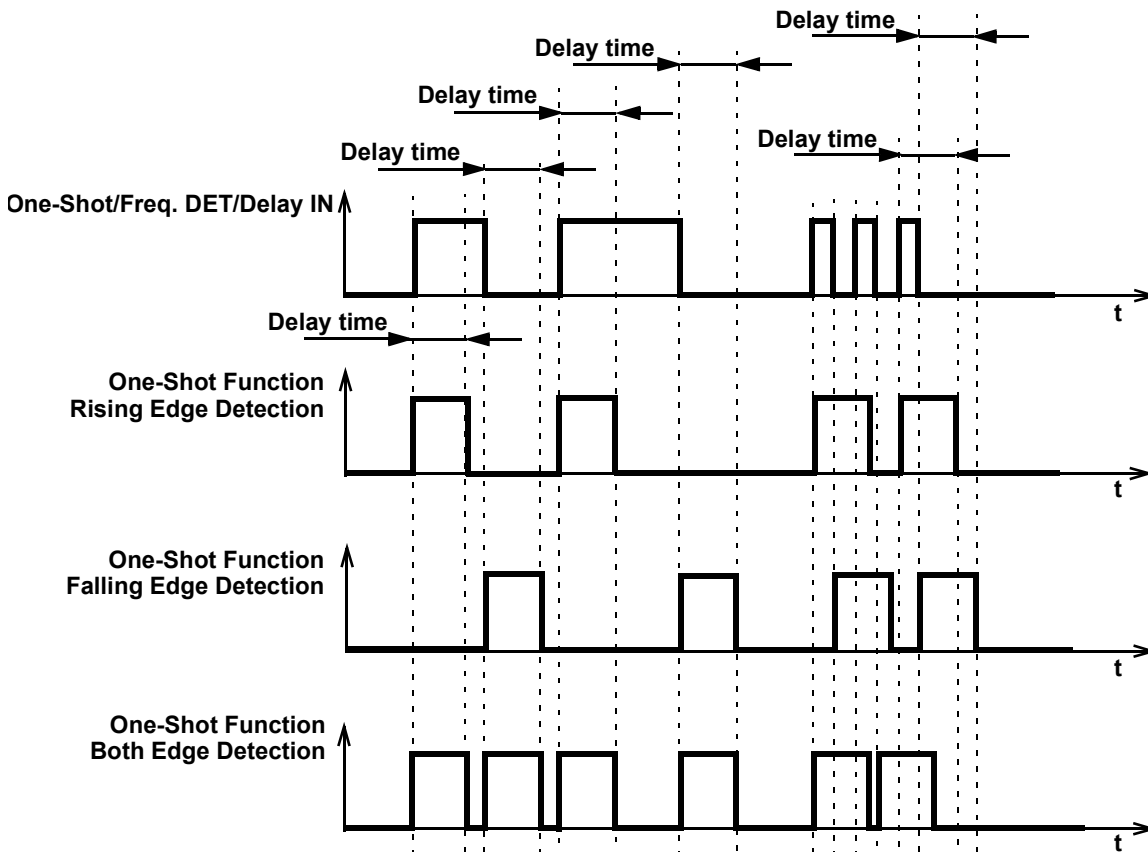 Delay time
Delay time
Delay time
Delay time
Delay time
One-Shot/Freq. DET/Delay IN
t
Delay time
One-Shot Function
Rising Edge Detection
t
One-Shot Function
Falling Edge Detection
t
One-Shot Function
Both Edge Detection
t